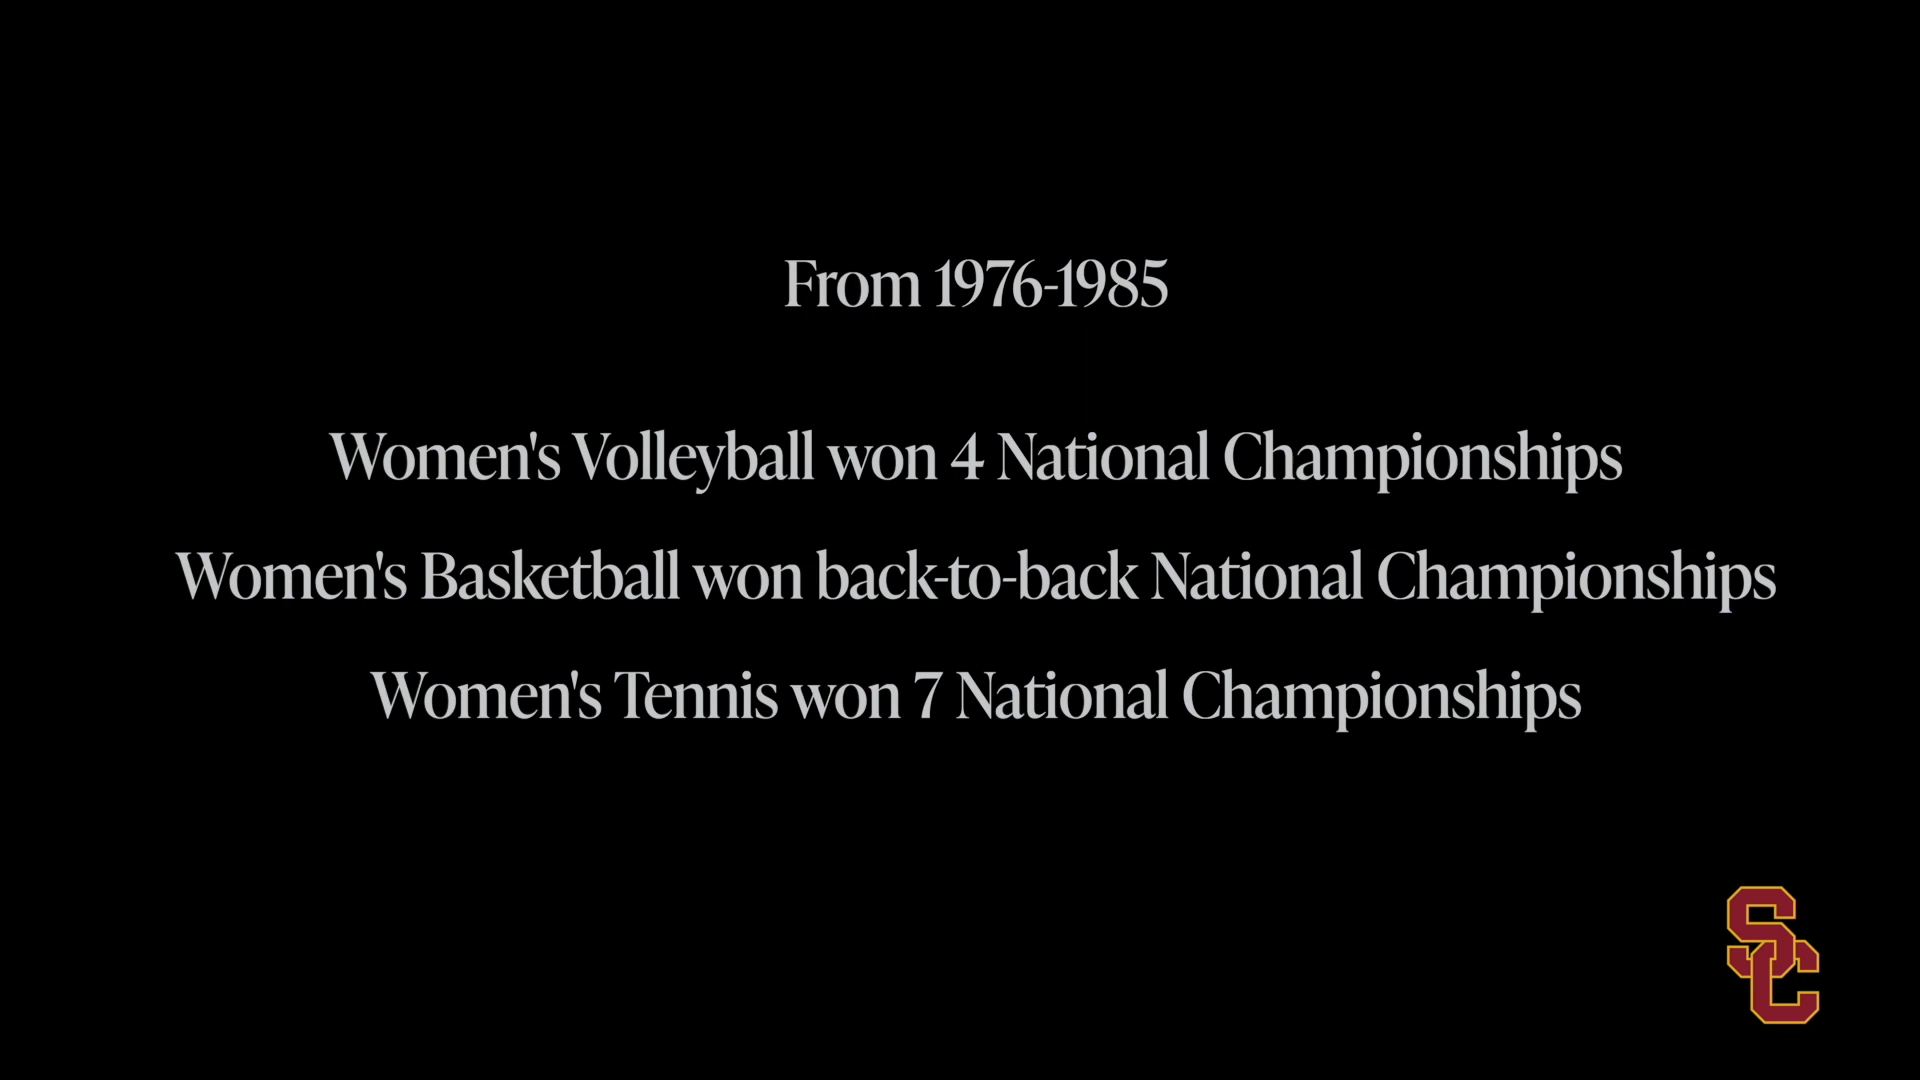 From 1976-1985
Women's Volleyball won 4 National Championships
Women's Basketball won back-to-back National Championships
Women's Tennis won 7 National Championships
SC